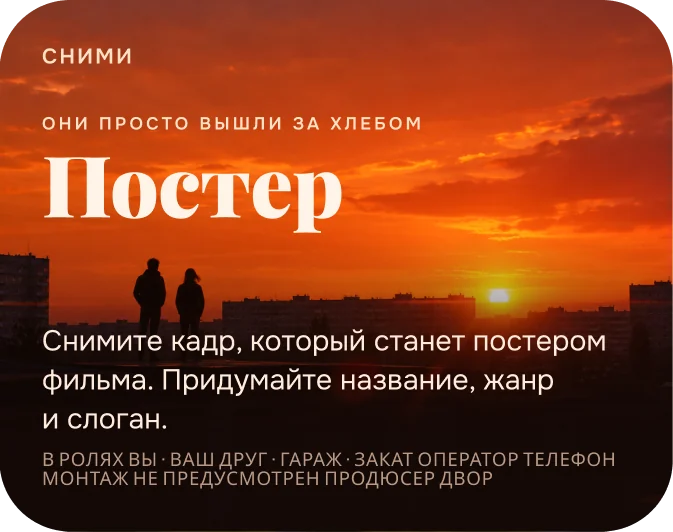 СНИМИ
ОНИ ПРОСТО ВЫШЛИ ЗА ХЛЕБОМ
Постер
Снимите кадр, который станет постером
фильма. Придумайте название, жанр
и слоган.
В РОЛЯХ ВЫ · ВАШ ДРУГ · ГАРАЖ · ЗАКАТ ОПЕРАТОР ТЕЛЕФОН
МОНТАЖ НЕ ПРЕДУСМОТРЕН ПРОДЮСЕР ДВОР